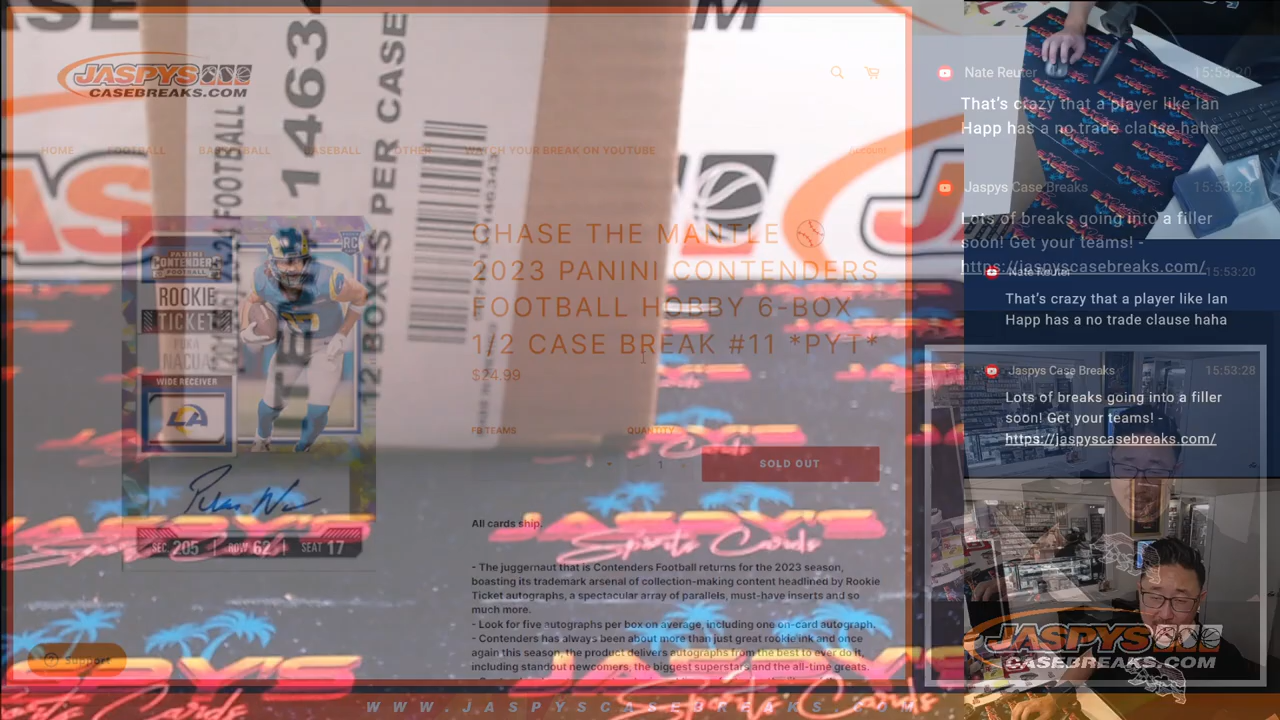 JASPYS
CASEBREAKS.COM
HOME FOOTBALL BASKETBALL BASEBALL OTHER WATCH YOUR BREAK ON YOUTUBE
CHASE THE MANTLE
2023 PANINI CONTENDERS
FOOTBALL HOBBY 6-BOX
1/2 CASE BREAK #11 *PYT*
$24.99
FB TEAMS
QUANTITY
1
SOLD OUT
All cards ship.
- The juggernaut that is Contenders Football returns for the 2023 season,
boasting its trademark arsenal of collection-making content headlined by Rookie
Ticket autographs, a spectacular array of parallels, must-have inserts and so
much more.
- Look for five autographs per box on average, including one on-card autograph.
- Contenders has always been about more than just great rookie ink and once
again this season, the product delivers autographs from the best to ever do it,
including standout newcomers, the biggest superstars and the all-time greats.
Support
PANINI
CONTENDERS
FOOTBALL
ROOKIE
TICKET
PUKA
NACUA
WIDE RECEIVER
LA
RC
SEC 205 | ROW 62 | SEAT 17
12 BOXES PER CASE
FOOTBALL
JASPY'S
Sports Cards
JASPY'S
Sports Cards
WWW.JASPYSCASEBREAKS.COM
Nate Reuter 15:53:20
That's crazy that a player like Ian
Happ has a no trade clause haha
Jaspys Case Breaks 15:53:28
Lots of breaks going into a filler
soon! Get your teams! -
https://jaspyscasebreaks.com/
Nate Reuter 15:53:20
That's crazy that a player like Ian
Happ has a no trade clause haha
Jaspys Case Breaks 15:53:28
Lots of breaks going into a filler
soon! Get your teams! -
https://jaspyscasebreaks.com/
JASPYS
CASEBREAKS.COM